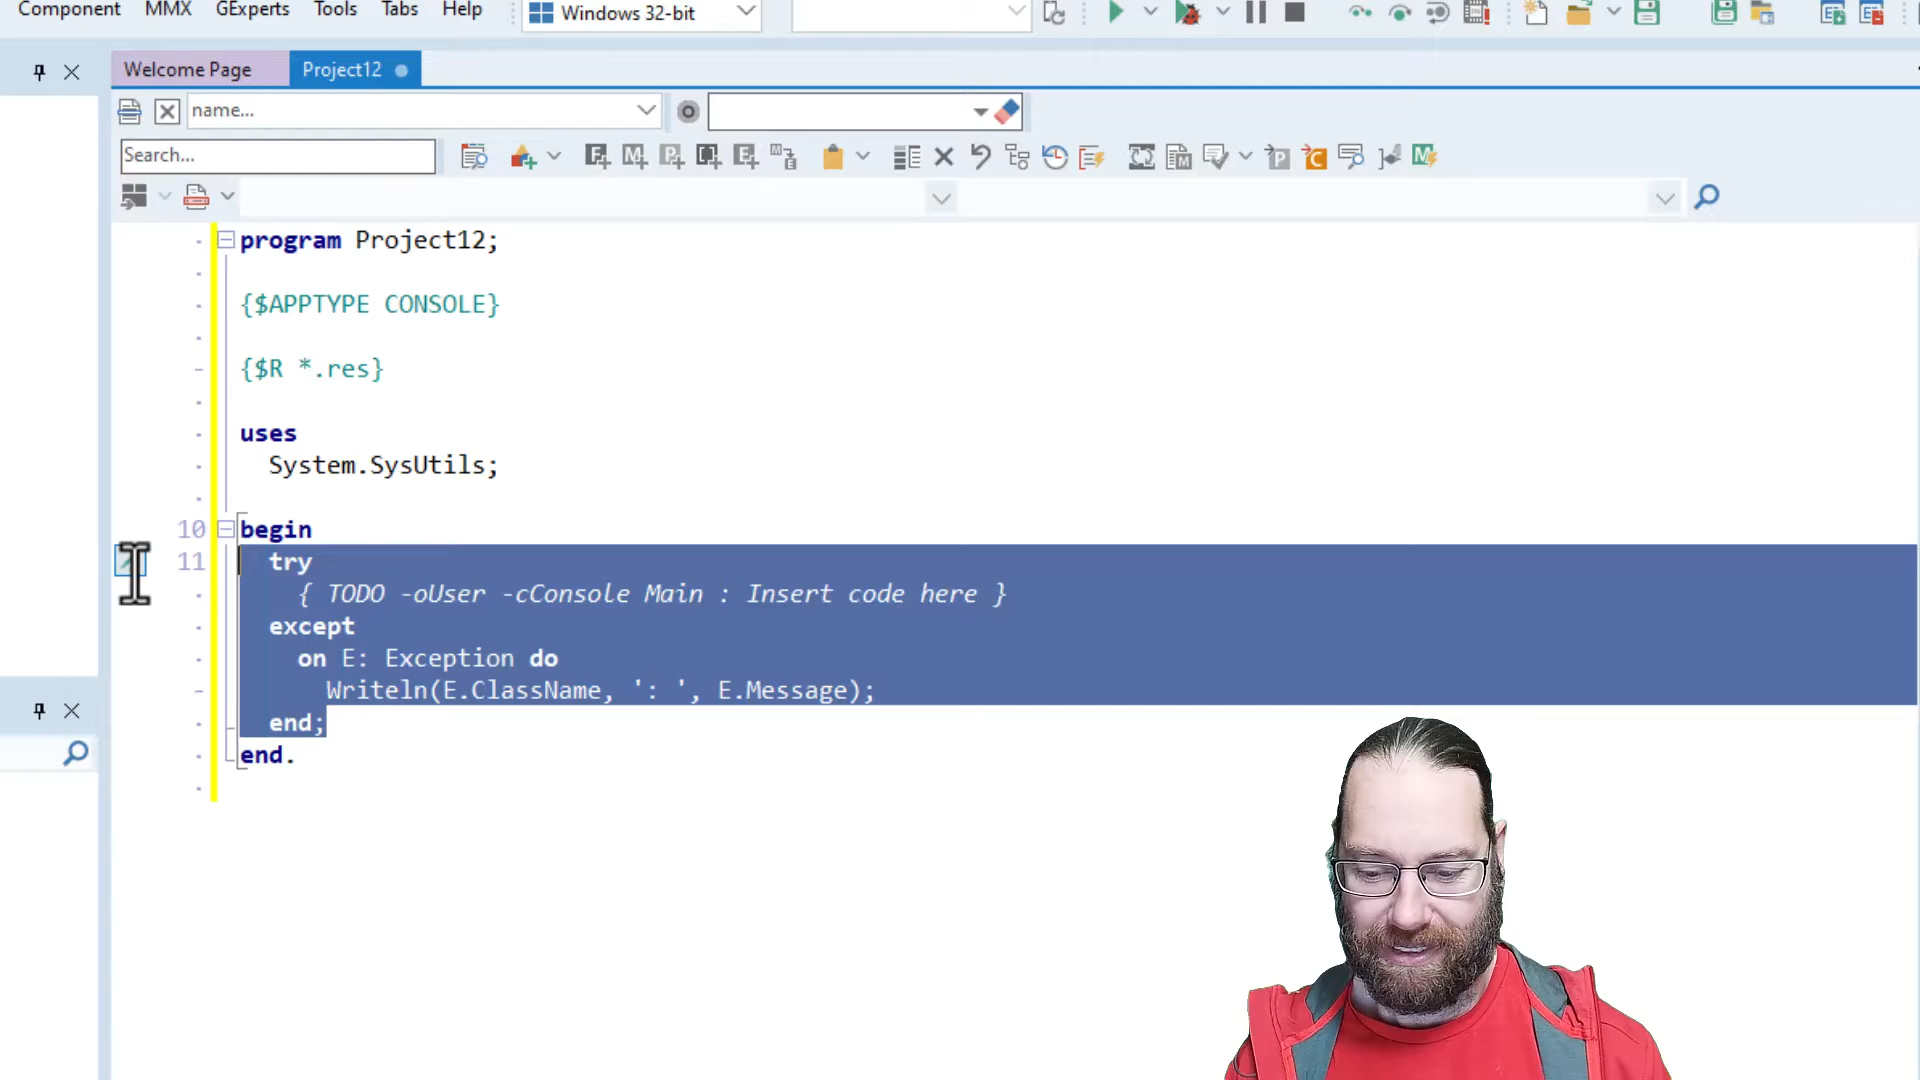 Component MMX GExperts Tools Tabs Help Windows 32-bit
Welcome Page Project12
name...
Search...
program Project12;
{$APPTYPE CONSOLE}
{$R *.res}
uses
System.SysUtils;
10 begin
11 try
{ TODO -oUser -cConsole Main : Insert code here }
except
on E: Exception do
Writeln(E.ClassName, ': ', E.Message);
end;
end.